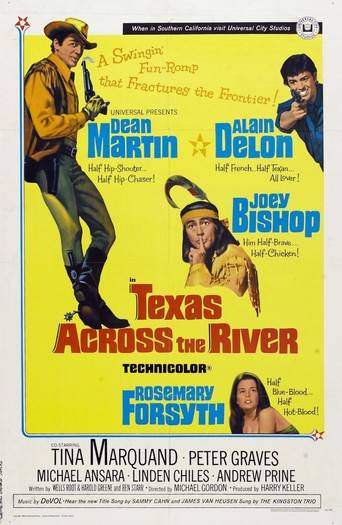 When in Southern California visit Universal City Studios
A Swingin'
Fun-Romp
that Fractures the Frontier!
UNIVERSAL PRESENTS
DEAN
MARTIN
Half Hip-Shooter...
Half Hip-Chaser!
ALAIN
DELON
Half French...Half Texan...
All Lover!
JOEY
BISHOP
Him Half-Brave...
Half-Chicken!
in
TEXAS
ACROSS THE RIVER
TECHNICOLOR®
ROSEMARY
FORSYTH
Half
Blue-Blood...
Half
Hot-Blood!
CO-STARRING
TINA MARQUAND · PETER GRAVES
MICHAEL ANSARA · LINDEN CHILES · ANDREW PRINE
Written by WELLS ROOT & HAROLD GREENE and BEN STARR · Directed by MICHAEL GORDON · Produced by HARRY KELLER
Music by DeVOL · Hear the new Title Song by SAMMY CAHN and JAMES VAN HEUSEN Sung by THE KINGSTON TRIO